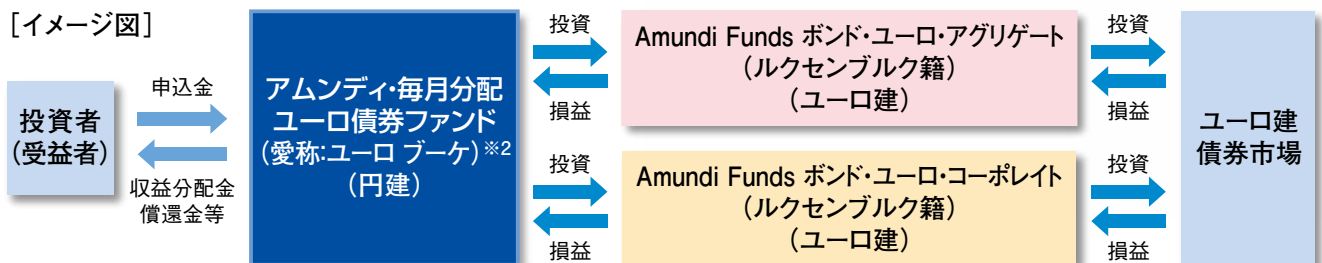 ［イメージ図］
投資者
（受益者）
申込金
収益分配金
償還金等
アムンディ・毎月分配
ユーロ債券ファンド
（愛称：ユーロ ブーケ）※2
（円建）
投資
損益
投資
損益
Amundi Funds ボンド・ユーロ・アグリゲート
（ルクセンブルク籍）
（ユーロ建）
Amundi Funds ボンド・ユーロ・コーポレイト
（ルクセンブルク籍）
（ユーロ建）
投資
損益
投資
損益
ユーロ建
債券市場